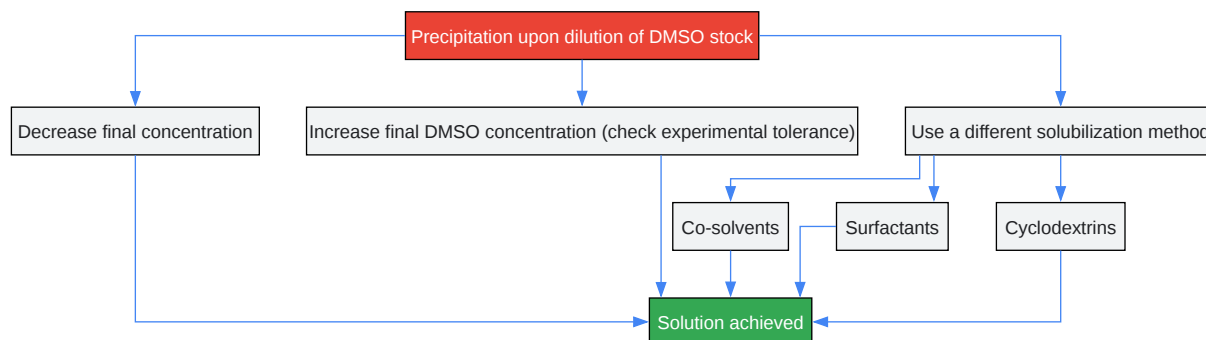 Precipitation upon dilution of DMSO stock
Decrease final concentration
Increase final DMSO concentration (check experimental tolerance)
Use a different solubilization method
Co-solvents
Surfactants
Cyclodextrins
Solution achieved